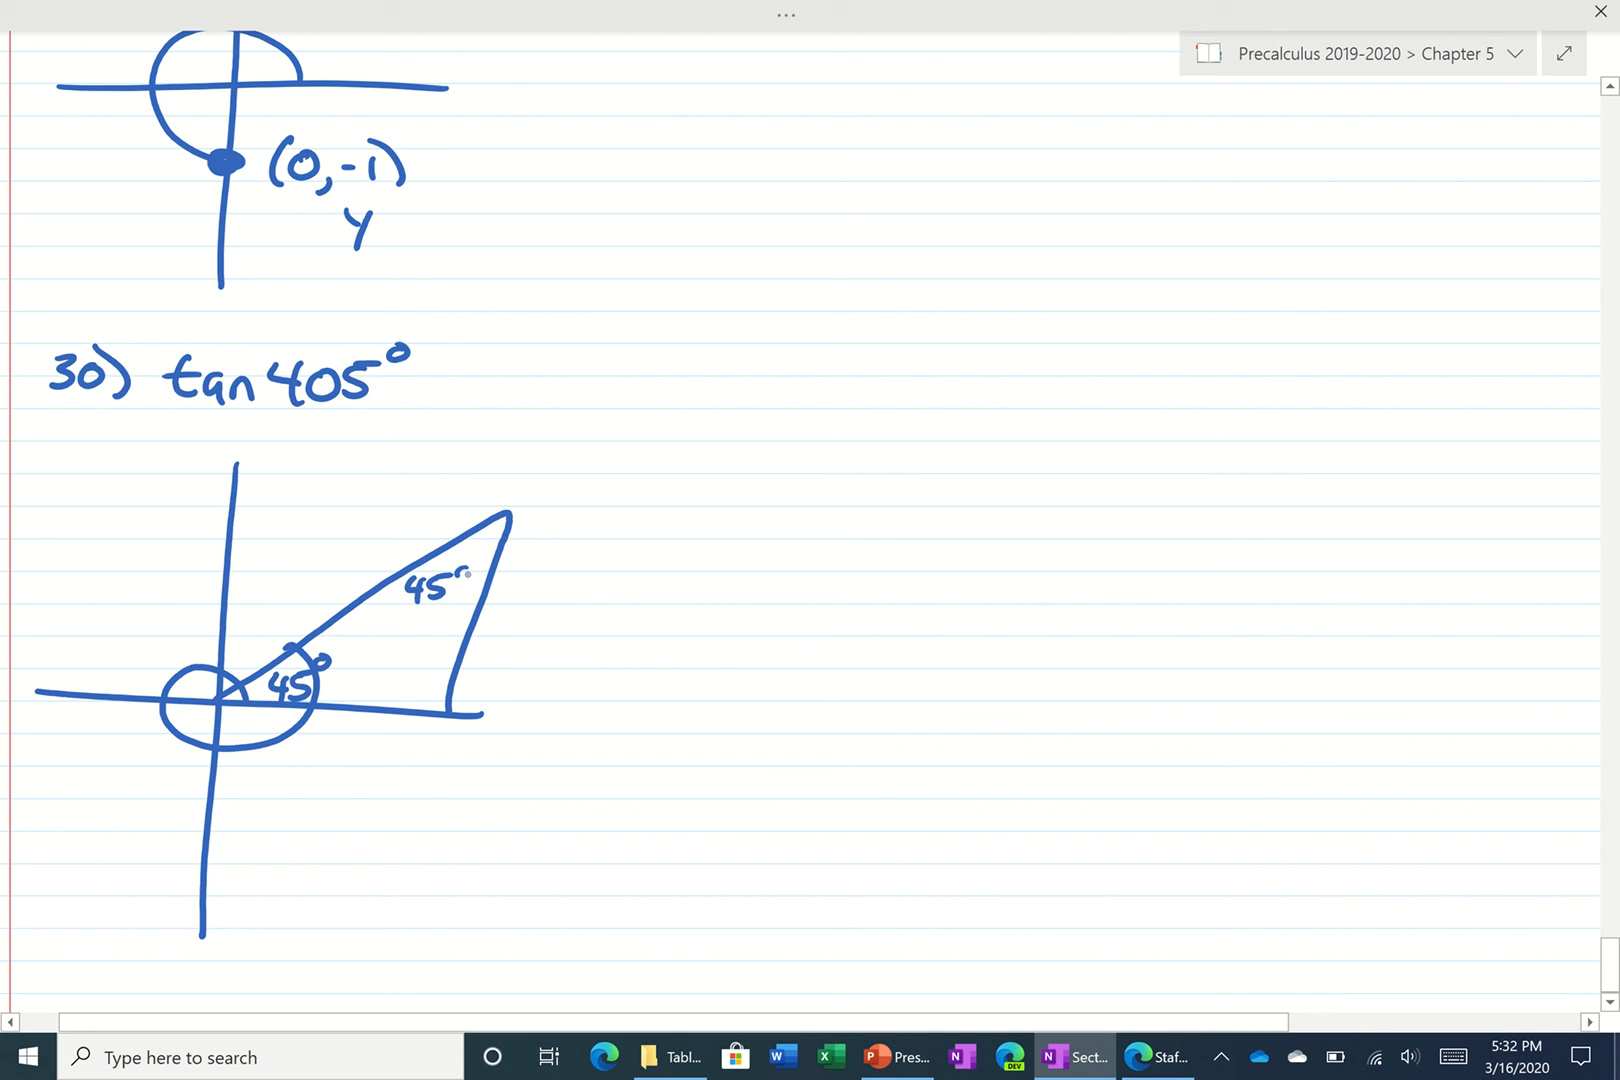 ...
Precalculus 2019-2020 > Chapter 5
(0, -1)
y
30) tan 405°
45°
45°
Type here to search
Tabl...
Pres...
DEV
Sect...
Staf...
5:32 PM
3/16/2020